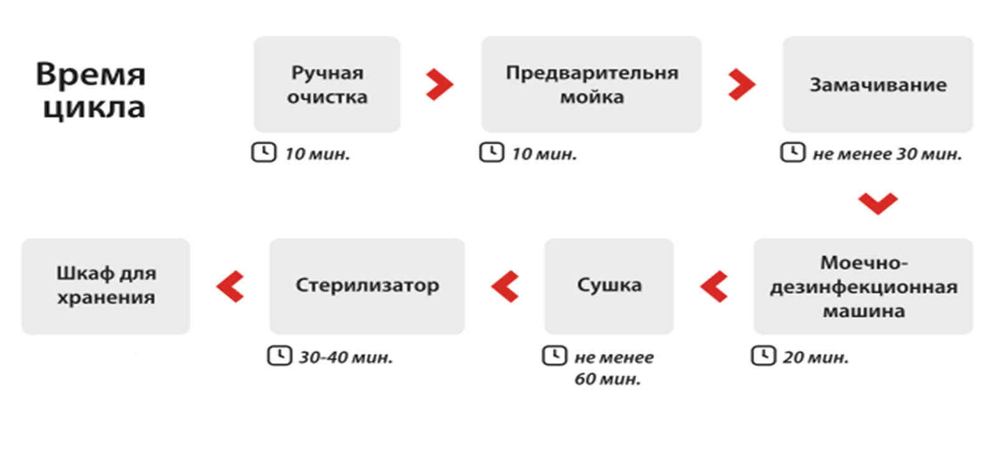 Время
цикла
Ручная
очистка
10 мин.
Предварительня
мойка
10 мин.
Замачивание
не менее 30 мин.
Моечно-
дезинфекционная
машина
20 мин.
Сушка
не менее
60 мин.
Стерилизатор
30-40 мин.
Шкаф для
хранения